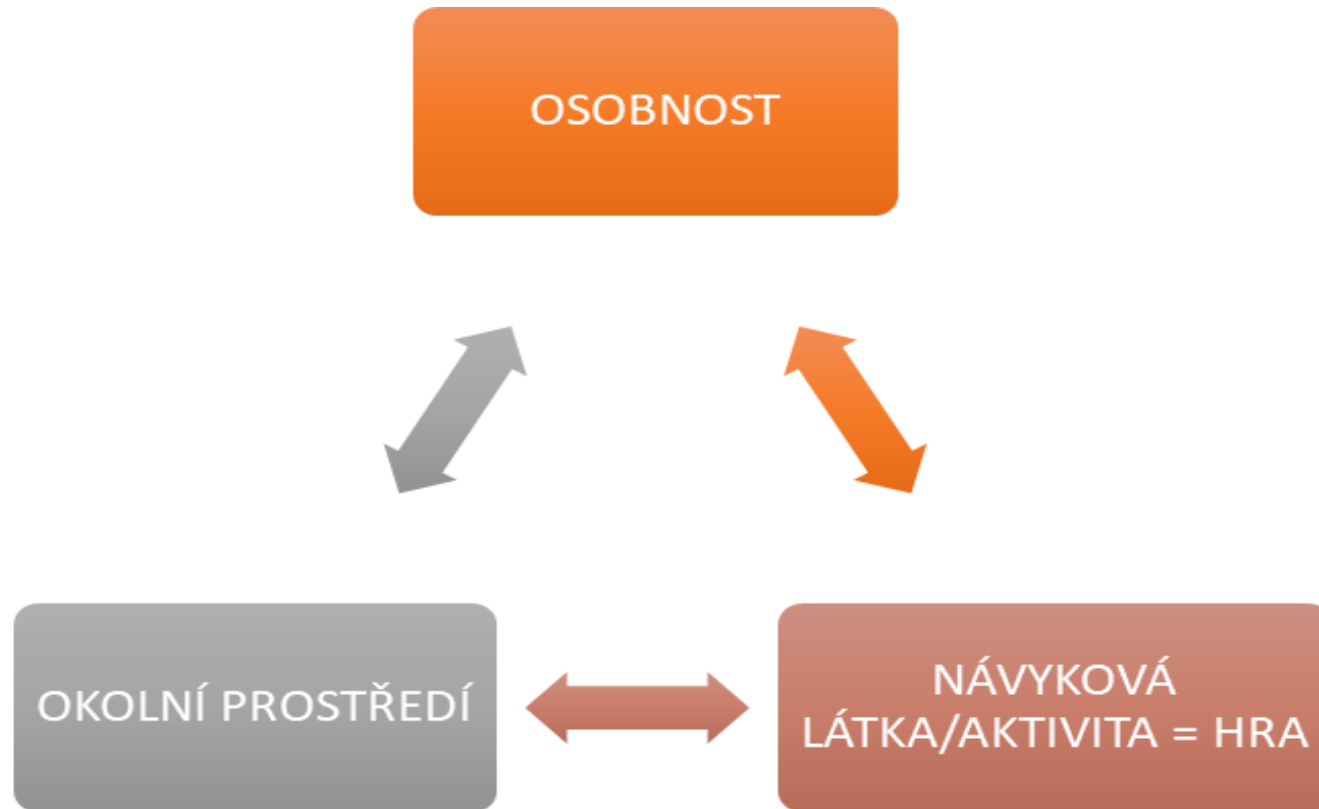 OSOBNOST
OKOLNÍ PROSTŘEDÍ
NÁVYKOVÁ
LÁTKA/AKTIVITA = HRA